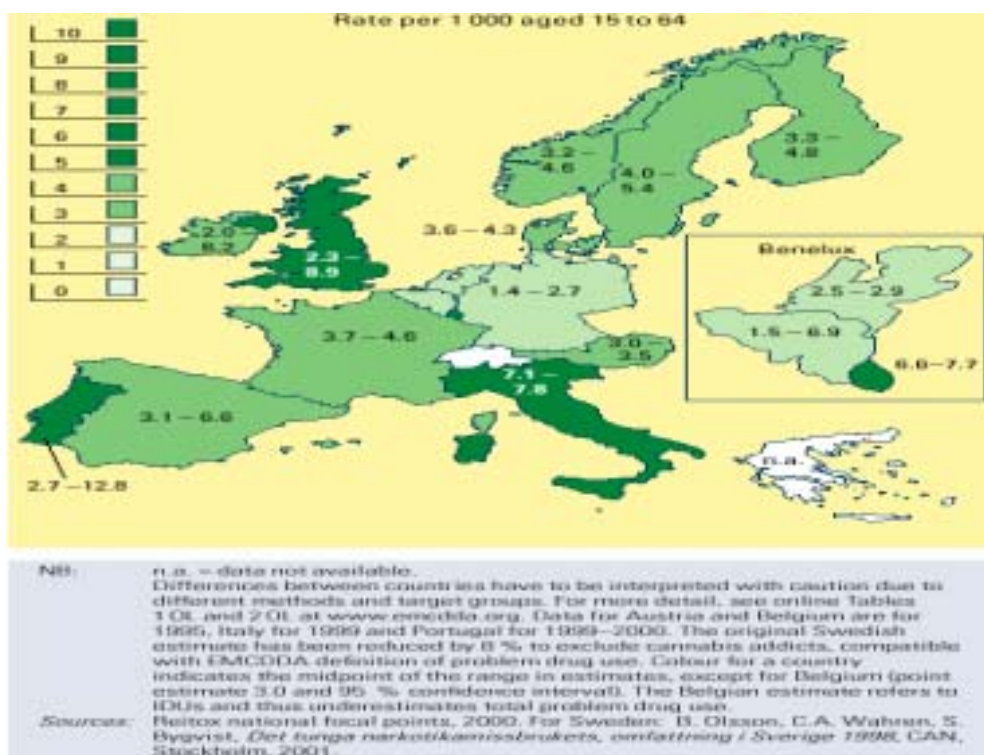 Rate per 1 000 aged 15 to 64
10
9
8
7
6
5
4
3
2
1
0
3.2 –
4.6
4.0 –
5.4
3.3 –
4.8
3.6 – 4.3
2.0 –
6.2
2.3 –
8.9
1.4 – 2.7
3.7 – 4.6
3.0 –
3.5
7.1 –
7.8
3.1 – 6.6
2.7 –12.8
n.a.
Benelux
2.5 – 2.9
1.5 – 6.9
6.6–7.7
NB: n.a. = data not available.
Differences between countries have to be interpreted with caution due to
different methods and target groups. For more detail, see online Tables
1 OL and 2 OL at www.emcdda.org. Data for Austria and Belgium are for
1995, Italy for 1999 and Portugal for 1999–2000. The original Swedish
estimate has been reduced by 8 % to exclude cannabis addicts, compatible
with EMCDDA definition of problem drug use. Colour for a country
indicates the midpoint of the range in estimates, except for Belgium (point
estimate 3.0 and 95 % confidence interval). The Belgian estimate refers to
IDUs and thus underestimates total problem drug use.
Sources: Reitox national focal points, 2000. For Sweden: B. Olsson, C.A. Wahren, S.
Bygvist, Det tunga narkotikamissbrukets, omfattning i Sverige 1998, CAN,
Stockholm, 2001.